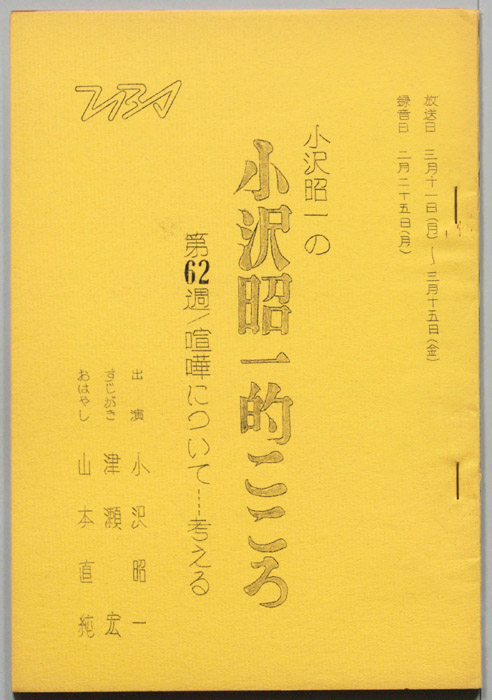 放送日 三月十一日(月)~三月十五日(金)
録音日 二月二十五日(月)
小沢昭一の
小沢昭一的こころ
第62週/喧嘩について……考える
出演 小沢昭一
すじがき 津瀬宏
おはやし 山本直純
TBS